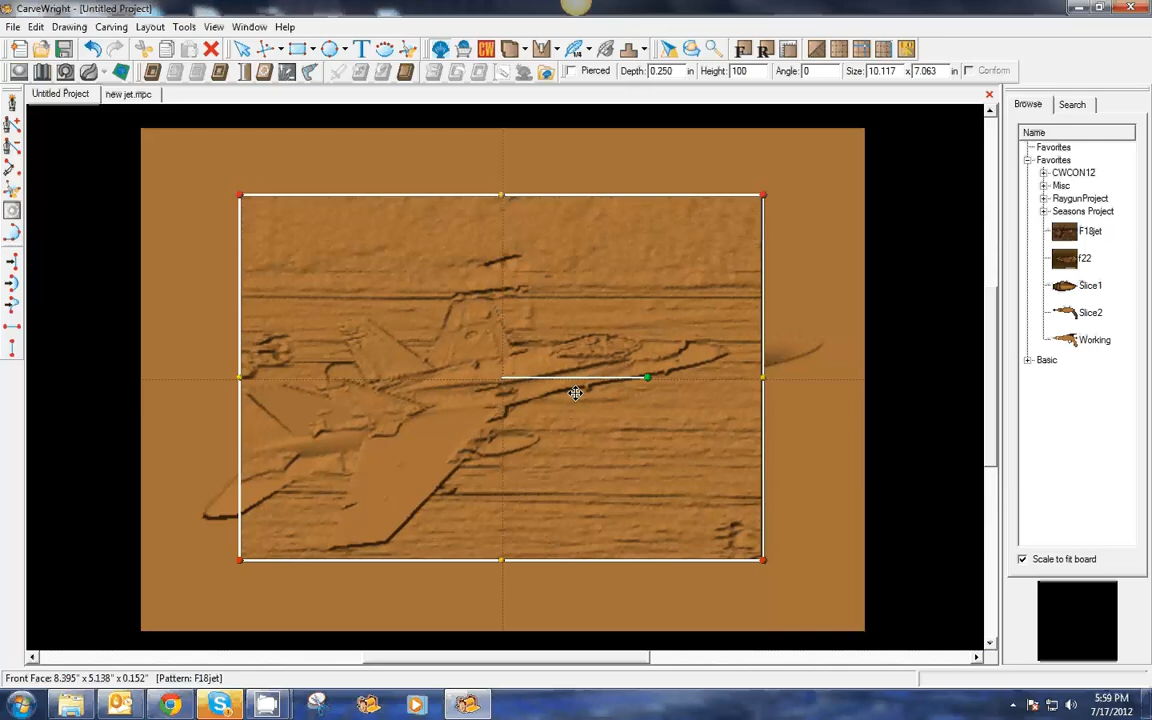 CarveWright - [Untitled Project]
File Edit Drawing Carving Layout Tools View Window Help
CW 1/4 F R
Pierced Depth: 0.250 in Height: 100 Angle: 0 Size: 10.117 x 7.063 in Conform
Untitled Project new jet.mpc
Browse Search
Name
Favorites
Favorites
CWCON12
Misc
RaygunProject
Seasons Project
F18jet
f22
Slice1
Slice2
Working
Basic
Scale to fit board
Front Face: 8.395" x 5.138" x 0.152" [Pattern: F18jet]
5:59 PM
7/17/2012